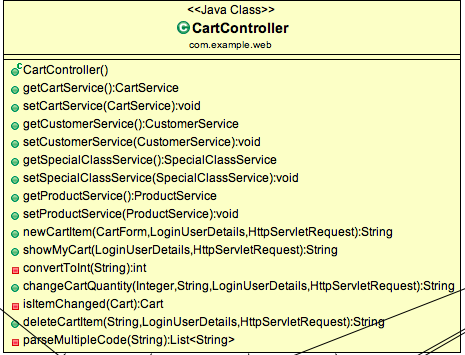 <<Java Class>>
CartController
com.example.web
CartController()
getCartService():CartService
setCartService(CartService):void
getCustomerService():CustomerService
setCustomerService(CustomerService):void
getSpecialClassService():SpecialClassService
setSpecialClassService(SpecialClassService):void
getProductService():ProductService
setProductService(ProductService):void
newCartItem(CartForm,LoginUserDetails,HttpServletRequest):String
showMyCart(LoginUserDetails,HttpServletRequest):String
convertToInt(String):int
changeCartQuantity(Integer,String,LoginUserDetails,HttpServletRequest):String
isItemChanged(Cart):Cart
deleteCartItem(String,LoginUserDetails,HttpServletRequest):String
parseMultipleCode(String):List<String>